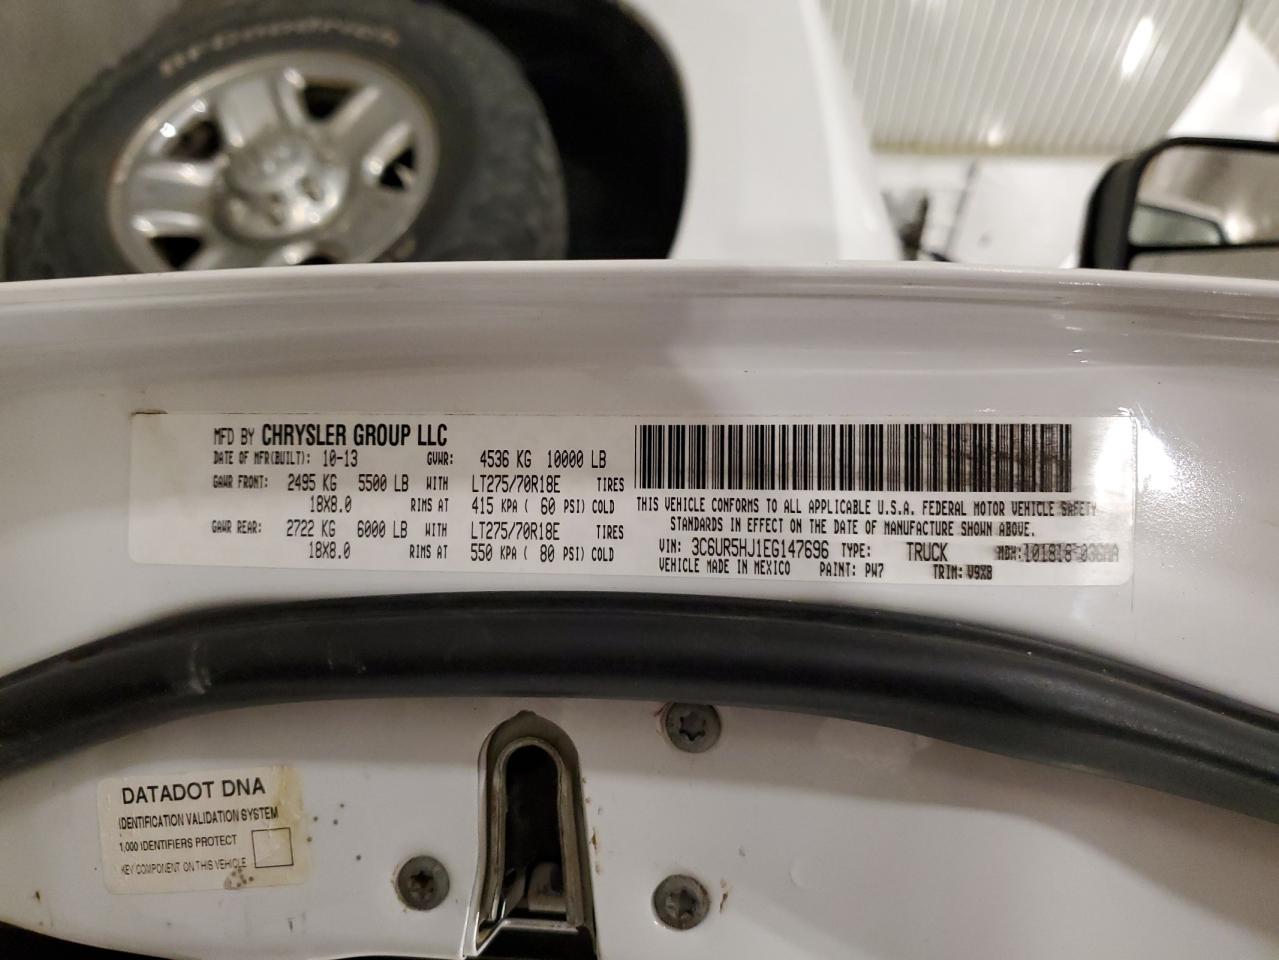 BFGoodrich
MFD BY CHRYSLER GROUP LLC
DATE OF MFR(BUILT): 10-13 GVWR: 4536 KG 10000 LB
GAWR FRONT: 2495 KG 5500 LB WITH LT275/70R18E TIRES
18X8.0 RIMS AT 415 KPA ( 60 PSI) COLD
GAWR REAR: 2722 KG 6000 LB WITH LT275/70R18E TIRES
18X8.0 RIMS AT 550 KPA ( 80 PSI) COLD
THIS VEHICLE CONFORMS TO ALL APPLICABLE U.S.A. FEDERAL MOTOR VEHICLE SAFETY
STANDARDS IN EFFECT ON THE DATE OF MANUFACTURE SHOWN ABOVE.
VIN: 3C6UR5HJ1EG147696 TYPE: TRUCK MDH:
VEHICLE MADE IN MEXICO PAINT: PW7 TRIM: V9X8
DATADOT DNA
IDENTIFICATION VALIDATION SYSTEM
1,000 IDENTIFIERS PROTECT
KEY COMPONENT ON THIS VEHICLE